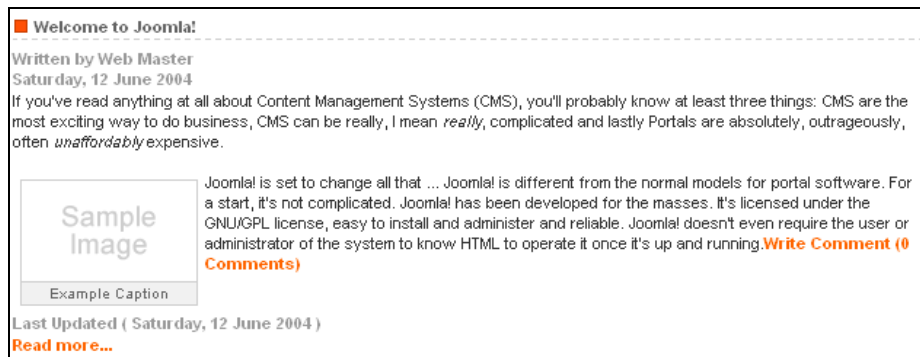 Welcome to Joomla!
Written by Web Master
Saturday, 12 June 2004
If you've read anything at all about Content Management Systems (CMS), you'll probably know at least three things: CMS are the
most exciting way to do business, CMS can be really, I mean really, complicated and lastly Portals are absolutely, outrageously,
often unaffordably expensive.
Sample
Image
Example Caption
Joomla! is set to change all that ... Joomla! is different from the normal models for portal software. For
a start, it's not complicated. Joomla! has been developed for the masses. It's licensed under the
GNU/GPL license, easy to install and administer and reliable. Joomla! doesn't even require the user or
administrator of the system to know HTML to operate it once it's up and running.Write Comment (0
Comments)
Last Updated ( Saturday, 12 June 2004 )
Read more...